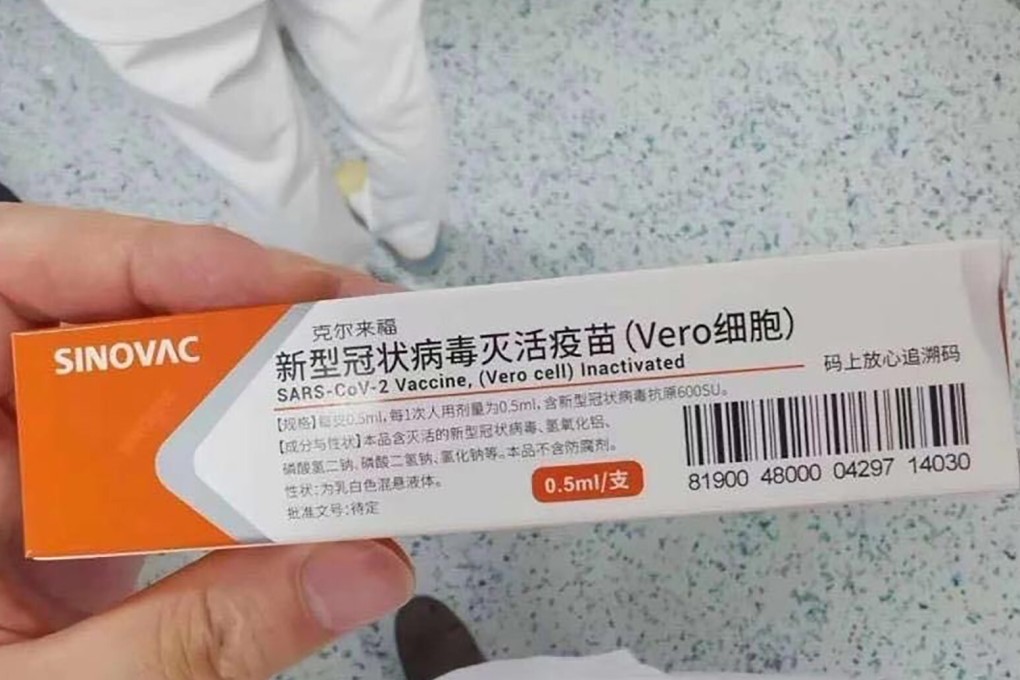 SINOVAC
克尔来福
新型冠状病毒灭活疫苗(Vero细胞)
SARS-CoV-2 Vaccine, (Vero cell) Inactivated
【规格】每支0.5ml,每1次人用剂量为0.5ml,含新型冠状病毒抗原600SU。
【成分与性状】本品含灭活的新型冠状病毒、氢氧化铝、
磷酸氢二钠、磷酸二氢钠、氯化钠等。本品不含防腐剂。
性状:为乳白色混悬液体。
批准文号:待定
0.5ml/支
码上放心追溯码
81900 48000 04297 14030